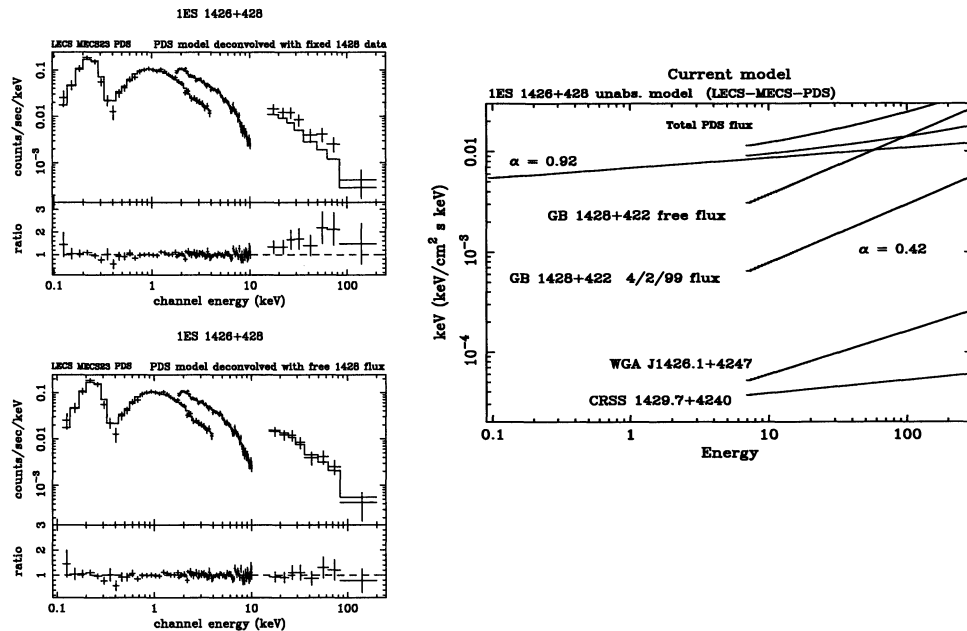 1ES 1426+428
LECS MECS23 PDS PDS model deconvolved with fixed 1428 data
counts/sec/keV
0.1
0.01
10⁻³
ratio
3
2
1
0.1 1 10 100
channel energy (keV)
1ES 1426+428
LECS MECS23 PDS PDS model deconvolved with free 1428 flux
counts/sec/keV
0.1
0.01
10⁻³
ratio
3
2
1
0.1 1 10 100
channel energy (keV)
Current model
1ES 1426+428 unabs. model (LECS-MECS-PDS)
Total PDS flux
α = 0.92
GB 1428+422 free flux
α = 0.42
GB 1428+422 4/2/99 flux
WGA J1426.1+4247
CRSS 1429.7+4240
keV (keV/cm² s keV)
0.01
10⁻³
10⁻⁴
0.1 1 10 100
Energy